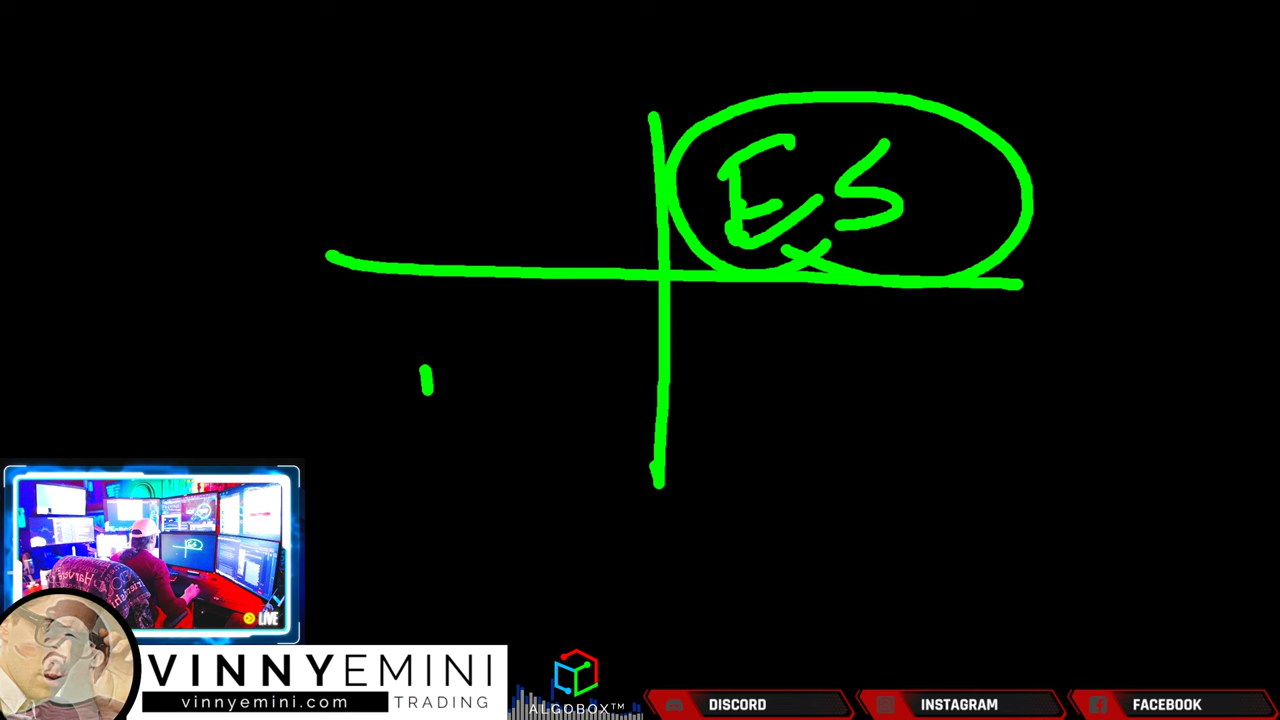 ES
LIVE
VINNYEMINI
vinnyemini.com TRADING
ALGOBOX™
DISCORD
INSTAGRAM
FACEBOOK